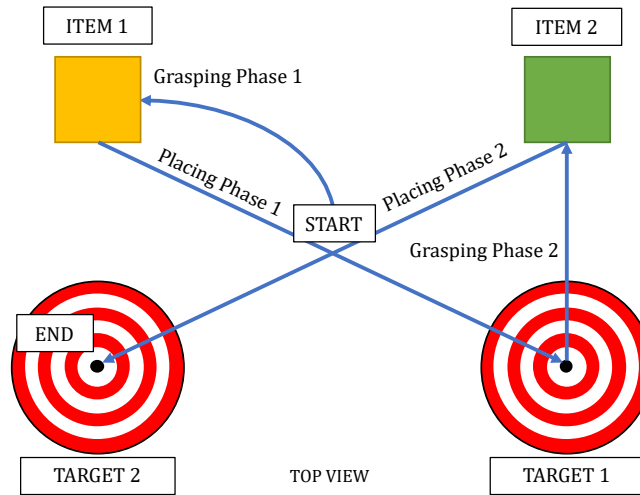 ITEM 1
ITEM 2
Grasping Phase 1
Placing Phase 1
Placing Phase 2
START
Grasping Phase 2
END
TARGET 2
TOP VIEW
TARGET 1